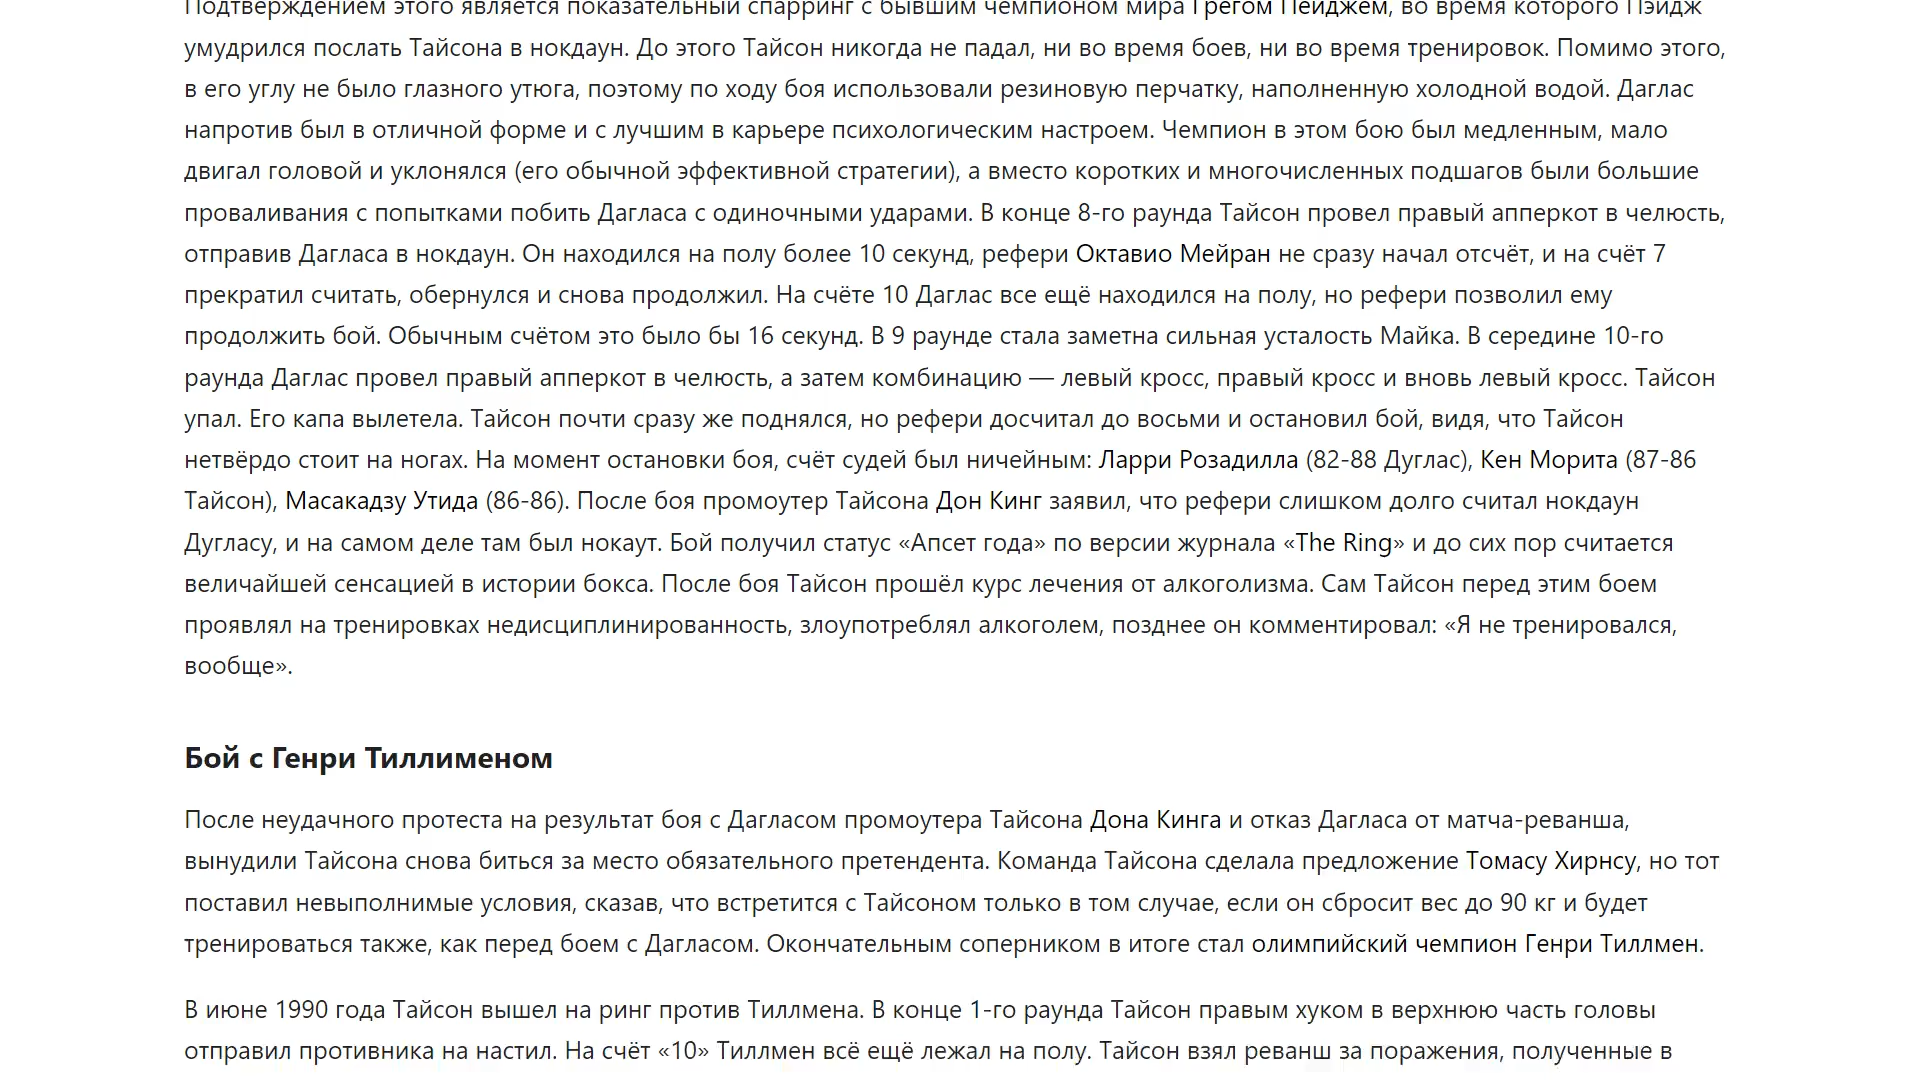 Подтверждением этого является показательный спарринг с бывшим чемпионом мира Грегом Пейджем, во время которого Пэйдж
умудрился послать Тайсона в нокдаун. До этого Тайсон никогда не падал, ни во время боев, ни во время тренировок. Помимо этого,
в его углу не было глазного утюга, поэтому по ходу боя использовали резиновую перчатку, наполненную холодной водой. Даглас
напротив был в отличной форме и с лучшим в карьере психологическим настроем. Чемпион в этом бою был медленным, мало
двигал головой и уклонялся (его обычной эффективной стратегии), а вместо коротких и многочисленных подшагов были большие
проваливания с попытками побить Дагласа с одиночными ударами. В конце 8-го раунда Тайсон провел правый апперкот в челюсть,
отправив Дагласа в нокдаун. Он находился на полу более 10 секунд, рефери Октавио Мейран не сразу начал отсчёт, и на счёт 7
прекратил считать, обернулся и снова продолжил. На счёте 10 Даглас все ещё находился на полу, но рефери позволил ему
продолжить бой. Обычным счётом это было бы 16 секунд. В 9 раунде стала заметна сильная усталость Майка. В середине 10-го
раунда Даглас провел правый апперкот в челюсть, а затем комбинацию — левый кросс, правый кросс и вновь левый кросс. Тайсон
упал. Его капа вылетела. Тайсон почти сразу же поднялся, но рефери досчитал до восьми и остановил бой, видя, что Тайсон
нетвёрдо стоит на ногах. На момент остановки боя, счёт судей был ничейным: Ларри Розадилла (82-88 Дуглас), Кен Морита (87-86
Тайсон), Масакадзу Утида (86-86). После боя промоутер Тайсона Дон Кинг заявил, что рефери слишком долго считал нокдаун
Дугласу, и на самом деле там был нокаут. Бой получил статус «Апсет года» по версии журнала «The Ring» и до сих пор считается
величайшей сенсацией в истории бокса. После боя Тайсон прошёл курс лечения от алкоголизма. Сам Тайсон перед этим боем
проявлял на тренировках недисциплинированность, злоупотреблял алкоголем, позднее он комментировал: «Я не тренировался,
вообще».
Бой с Генри Тиллименом
После неудачного протеста на результат боя с Дагласом промоутера Тайсона Дона Кинга и отказ Дагласа от матча-реванша,
вынудили Тайсона снова биться за место обязательного претендента. Команда Тайсона сделала предложение Томасу Хирнсу, но тот
поставил невыполнимые условия, сказав, что встретится с Тайсоном только в том случае, если он сбросит вес до 90 кг и будет
тренироваться также, как перед боем с Дагласом. Окончательным соперником в итоге стал олимпийский чемпион Генри Тиллмен.
В июне 1990 года Тайсон вышел на ринг против Тиллмена. В конце 1-го раунда Тайсон правым хуком в верхнюю часть головы
отправил противника на настил. На счёт «10» Тиллмен всё ещё лежал на полу. Тайсон взял реванш за поражения, полученные в